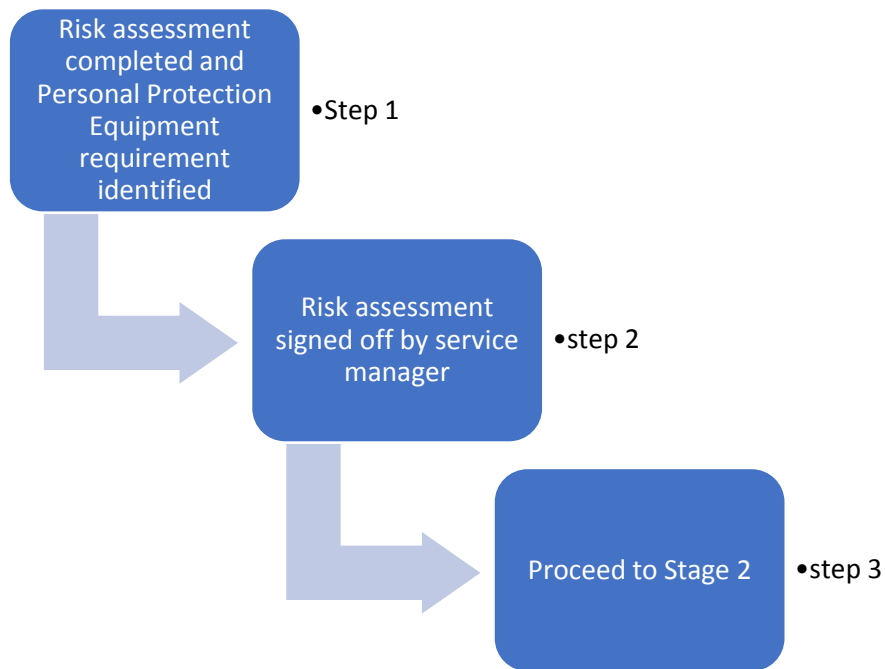 Risk assessment
completed and
Personal Protection
Equipment
requirement
identified
•Step 1
Risk assessment
signed off by service
manager
•step 2
Proceed to Stage 2
•step 3